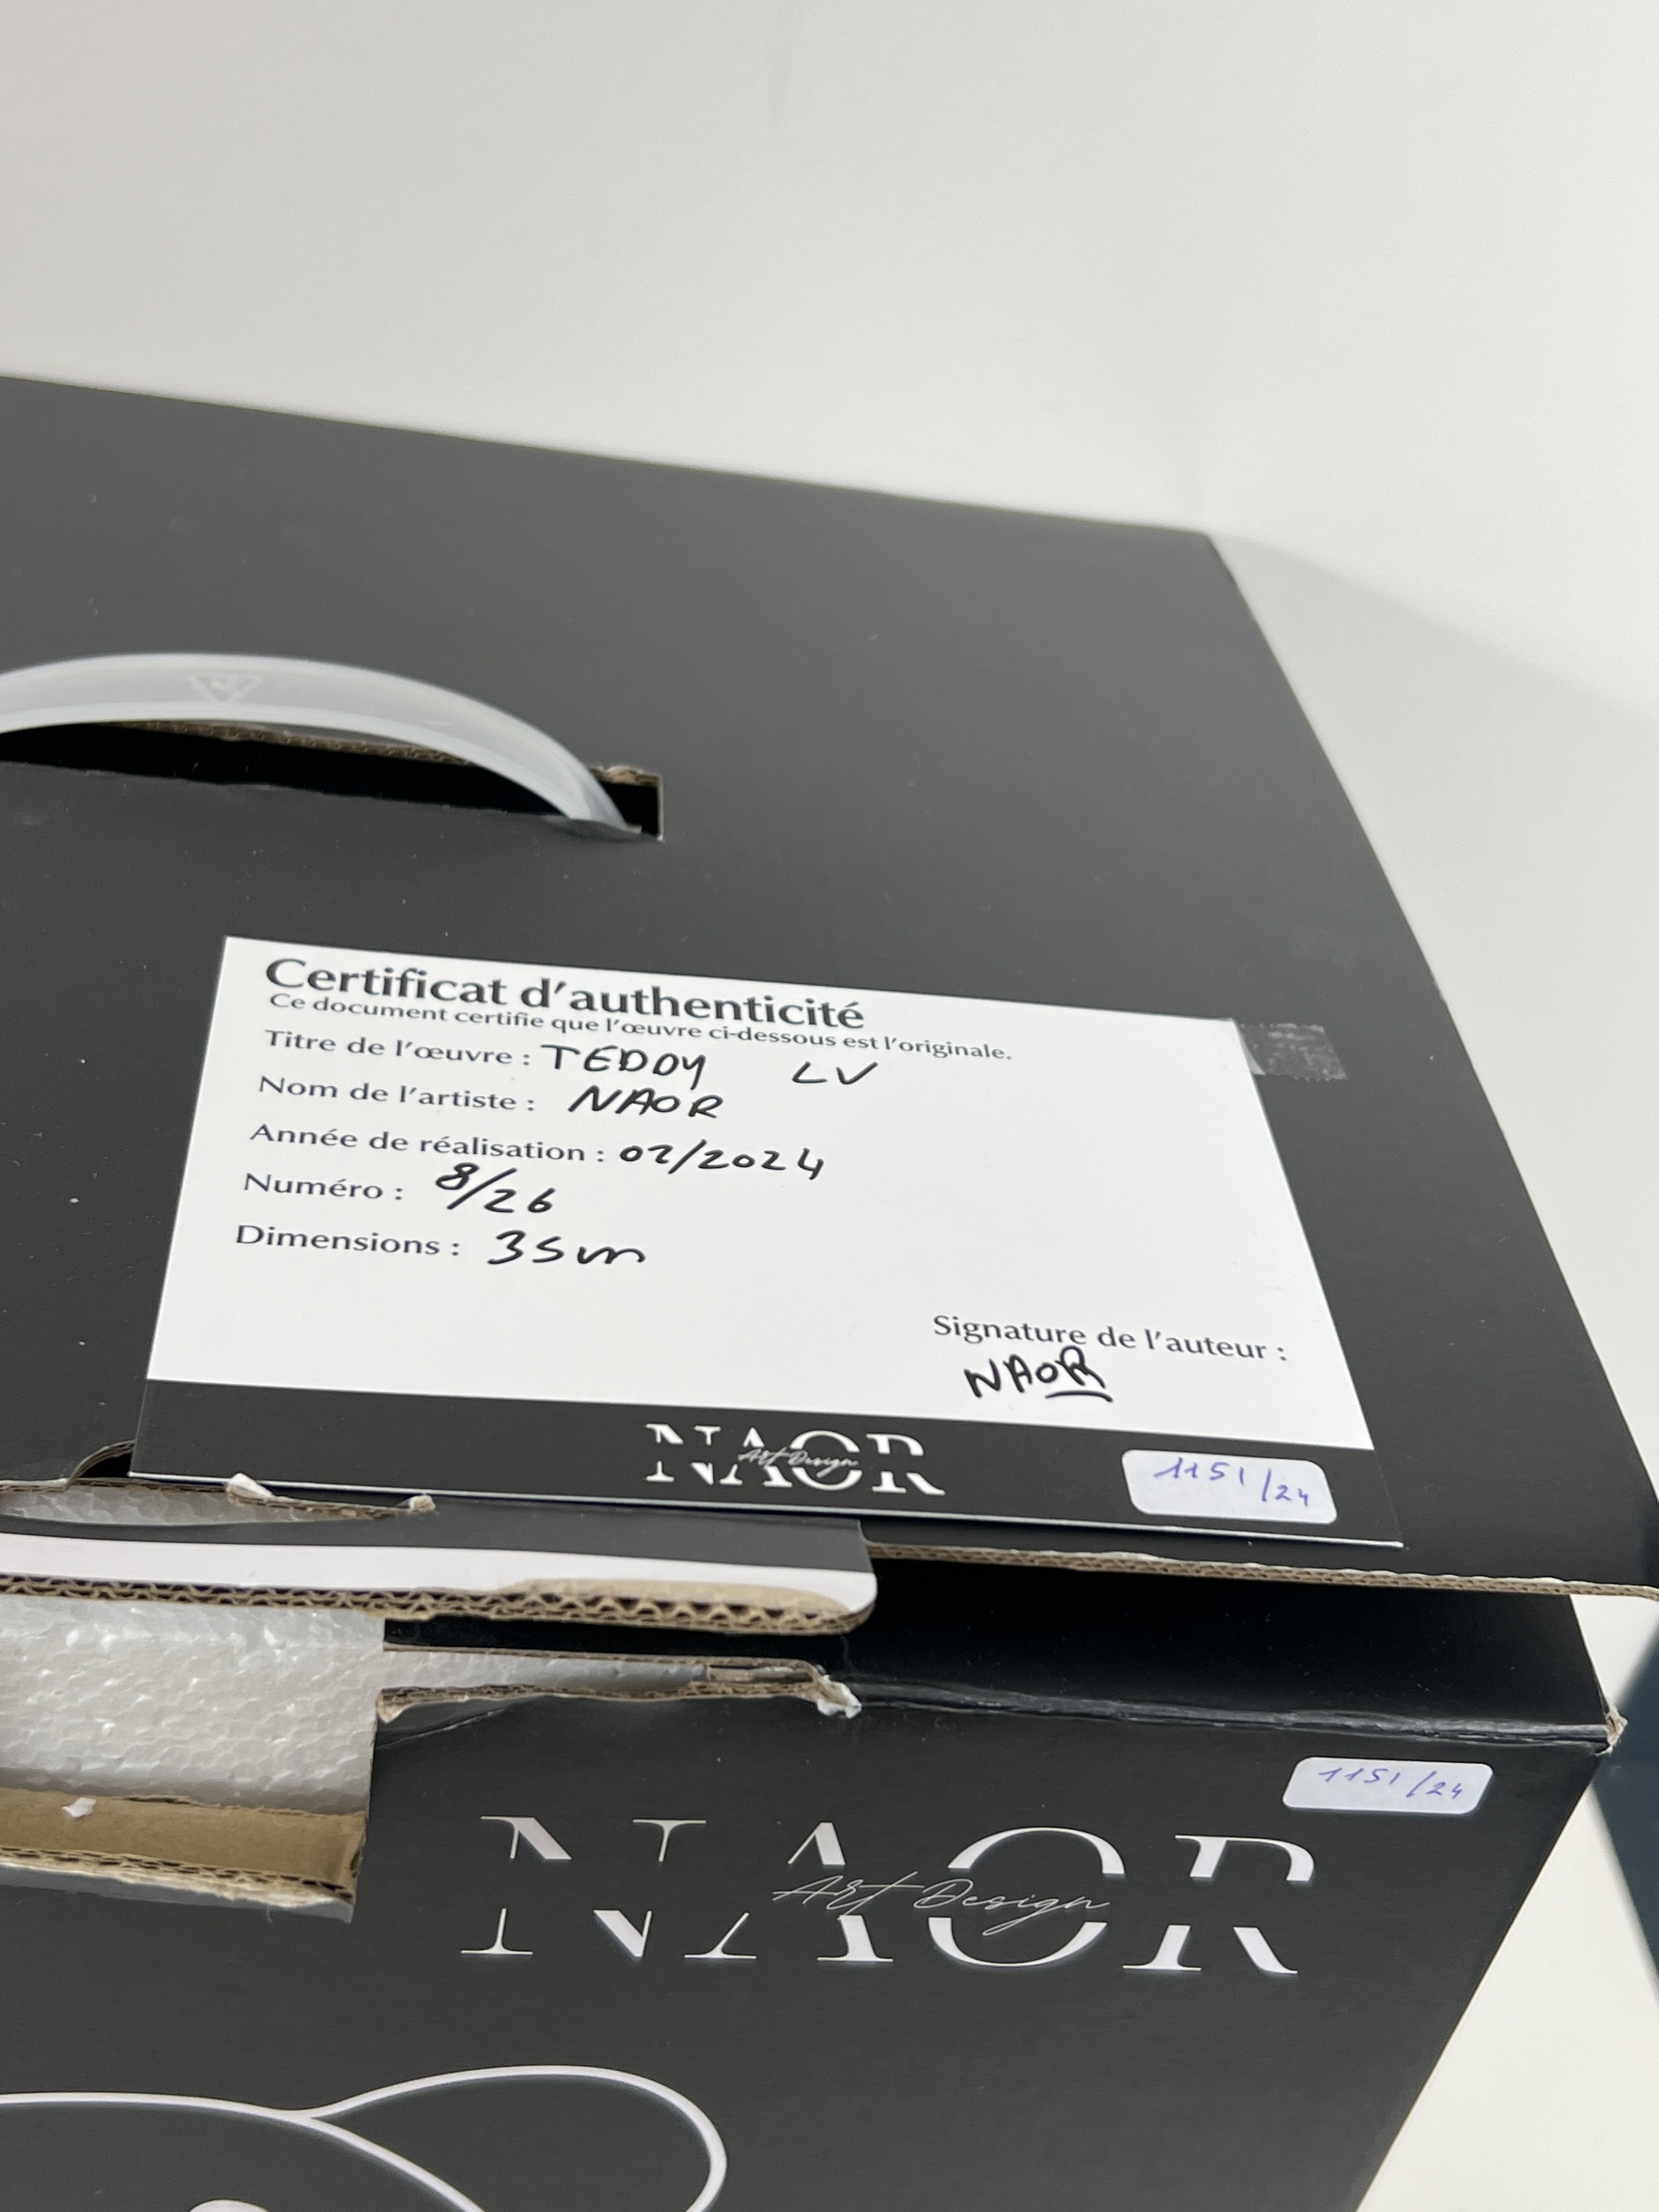 Certificat d'authenticité
Ce document certifie que l'œuvre ci-dessous est l'originale.
Titre de l'œuvre : TEDDY LV
Nom de l'artiste : NAOR
Année de réalisation : 02/2024
Numéro : 8/26
Dimensions : 35 cm
Signature de l'auteur :
NAOR
NAOR
Art Design
1151/24
1151/24
NAOR
Art Design